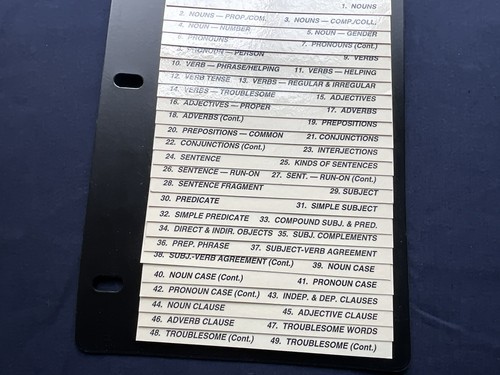 1. NOUNS
2. NOUNS — PROP./COM. 3. NOUNS — COMP./COLL.
4. NOUN — NUMBER 5. NOUN — GENDER
6. PRONOUNS 7. PRONOUNS (Cont.)
8. PRONOUN — PERSON 9. VERBS
10. VERB — PHRASE/HELPING 11. VERBS — HELPING
12. VERB TENSE 13. VERBS — REGULAR & IRREGULAR
14. VERBS — TROUBLESOME 15. ADJECTIVES
16. ADJECTIVES — PROPER 17. ADVERBS
18. ADVERBS (Cont.) 19. PREPOSITIONS
20. PREPOSITIONS — COMMON 21. CONJUNCTIONS
22. CONJUNCTIONS (Cont.) 23. INTERJECTIONS
24. SENTENCE 25. KINDS OF SENTENCES
26. SENTENCE — RUN-ON 27. SENT. — RUN-ON (Cont.)
28. SENTENCE FRAGMENT 29. SUBJECT
30. PREDICATE 31. SIMPLE SUBJECT
32. SIMPLE PREDICATE 33. COMPOUND SUBJ. & PRED.
34. DIRECT & INDIR. OBJECTS 35. SUBJ. COMPLEMENTS
36. PREP. PHRASE 37. SUBJECT-VERB AGREEMENT
38. SUBJ.-VERB AGREEMENT (Cont.) 39. NOUN CASE
40. NOUN CASE (Cont.) 41. PRONOUN CASE
42. PRONOUN CASE (Cont.) 43. INDEP. & DEP. CLAUSES
44. NOUN CLAUSE 45. ADJECTIVE CLAUSE
46. ADVERB CLAUSE 47. TROUBLESOME WORDS
48. TROUBLESOME (Cont.) 49. TROUBLESOME (Cont.)